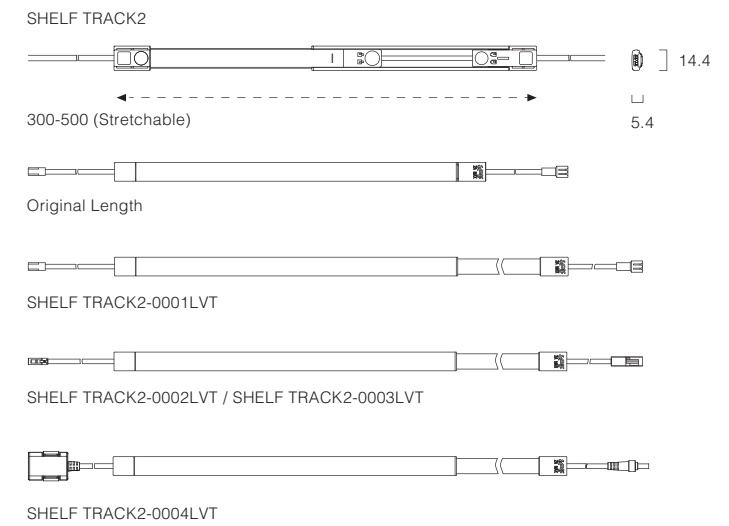 SHELF TRACK2
14.4
300-500 (Stretchable)
5.4
Original Length
SHELF TRACK2-0001LVT
SHELF TRACK2-0002LVT / SHELF TRACK2-0003LVT
SHELF TRACK2-0004LVT